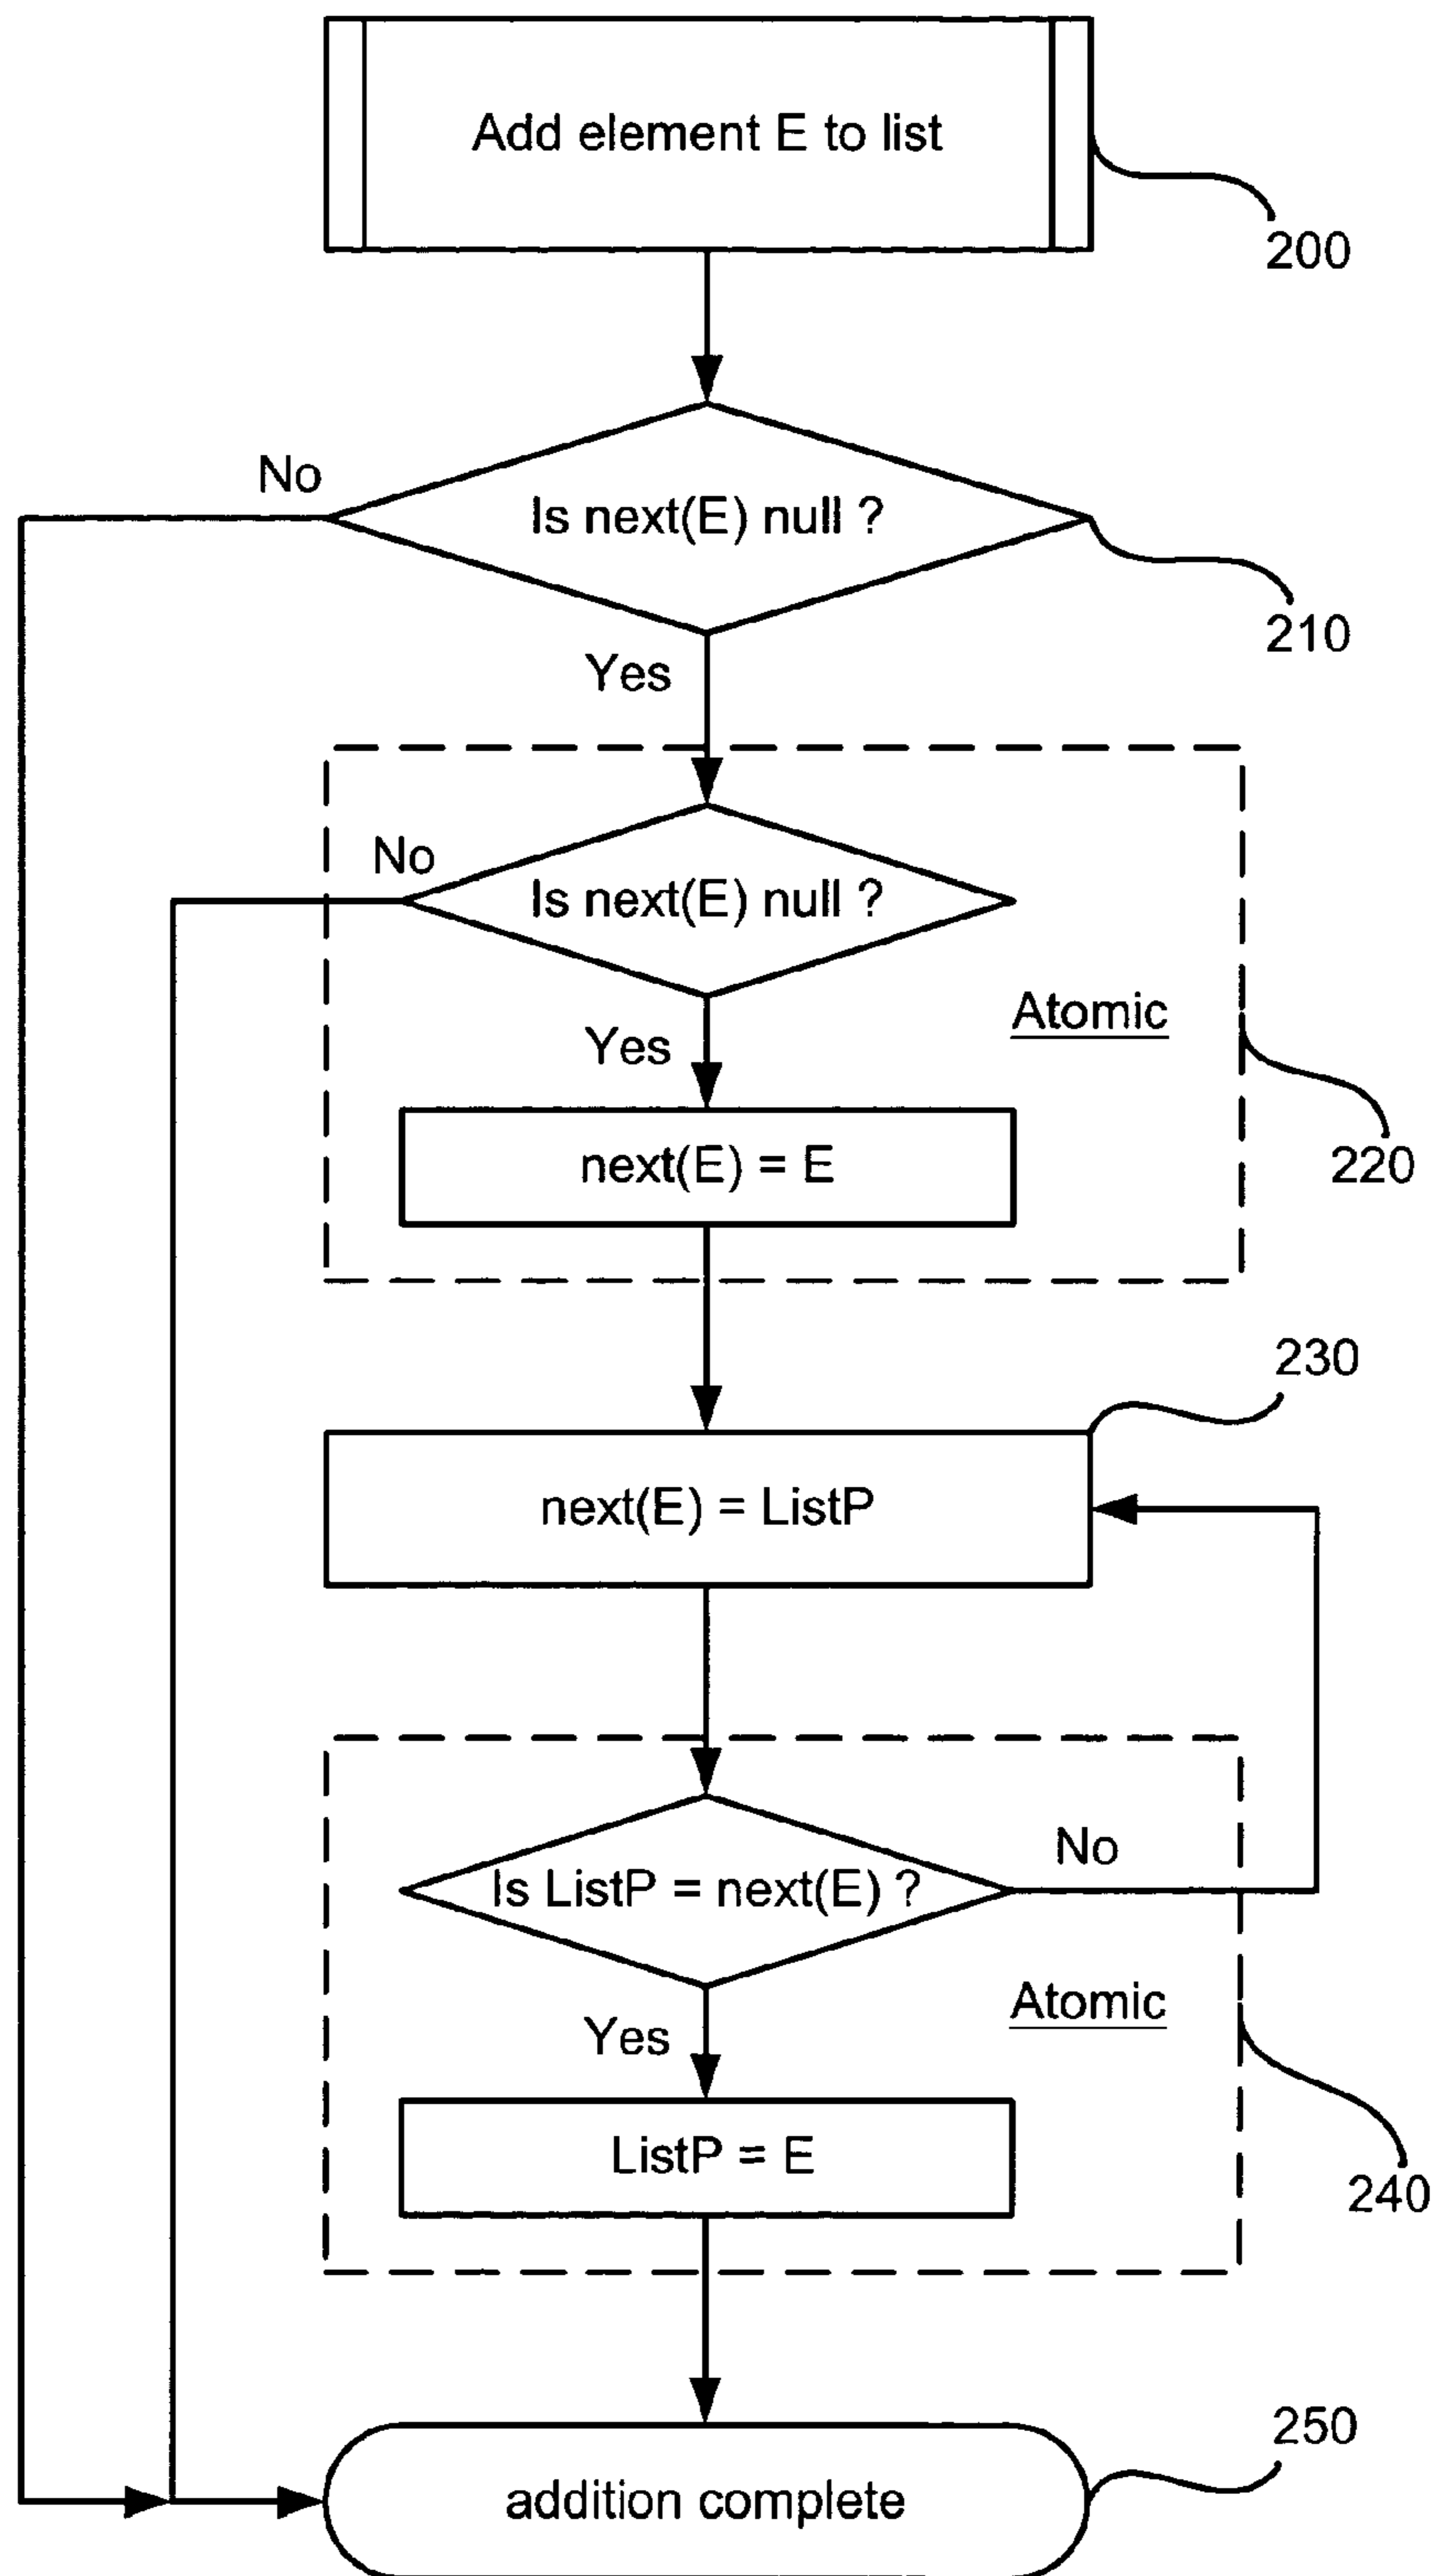 Add element E to list
200
No
Is next(E) null ?
210
Yes
No
Is next(E) null ?
Atomic
Yes
220
next(E) = E
230
next(E) = ListP
No
Is ListP = next(E) ?
Atomic
Yes
ListP = E
240
250
addition complete